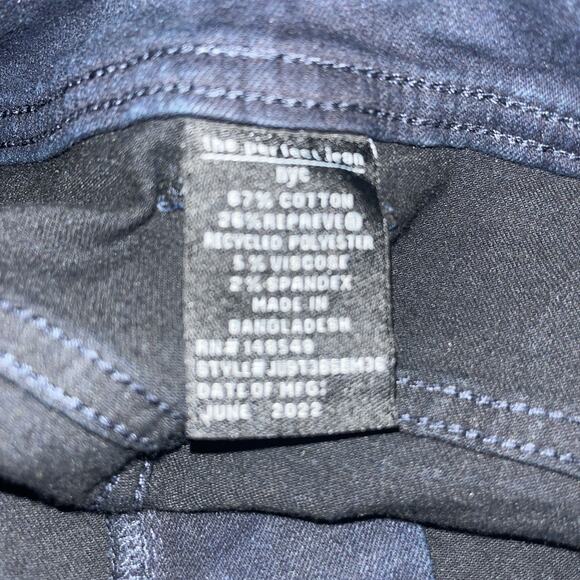 the perfect jean
nyc
67% COTTON
26% REPREVE®
RECYCLED POLYESTER
5% VISCOSE
2% SPANDEX
MADE IN
BANGLADESH
RN# 148548
DATE OF MFG:
JUNE 2022